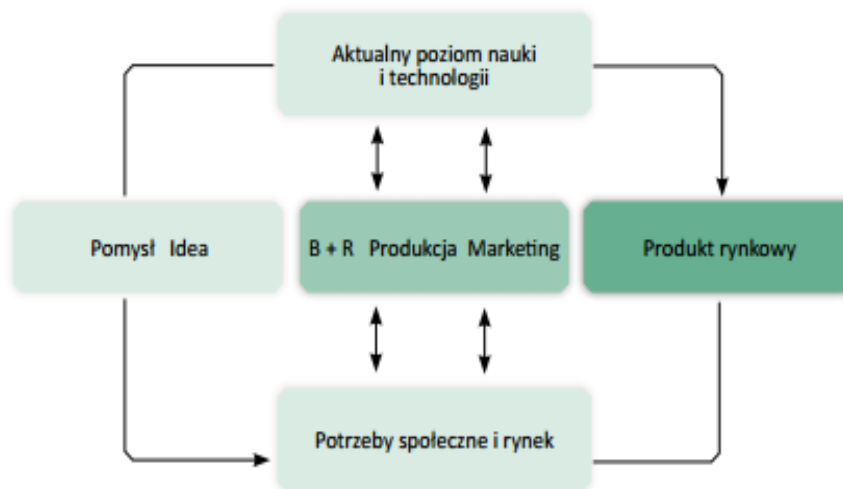 Aktualny poziom nauki
i technologii
Pomysł Idea
B + R Produkcja Marketing
Produkt rynkowy
Potrzeby społeczne i rynek